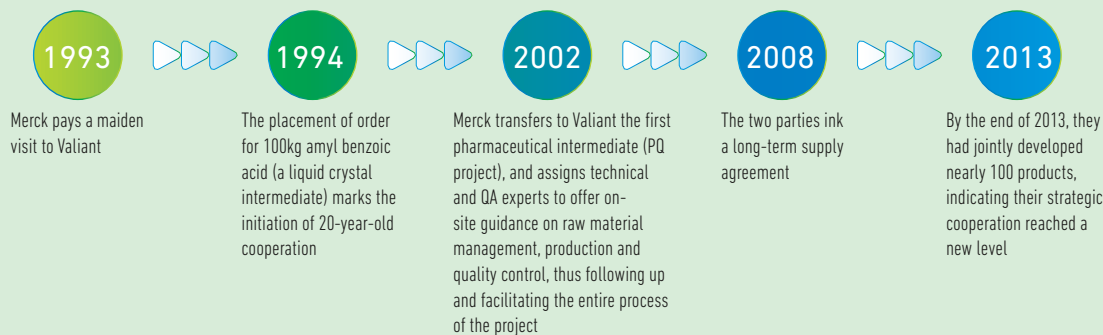 1993
Merck pays a maiden
visit to Valiant
1994
The placement of order
for 100kg amyl benzoic
acid (a liquid crystal
intermediate) marks the
initiation of 20-year-old
cooperation
2002
Merck transfers to Valiant the first
pharmaceutical intermediate (PQ
project), and assigns technical
and QA experts to offer on-
site guidance on raw material
management, production and
quality control, thus following up
and facilitating the entire process
of the project
2008
The two parties ink
a long-term supply
agreement
2013
By the end of 2013, they
had jointly developed
nearly 100 products,
indicating their strategic
cooperation reached a
new level